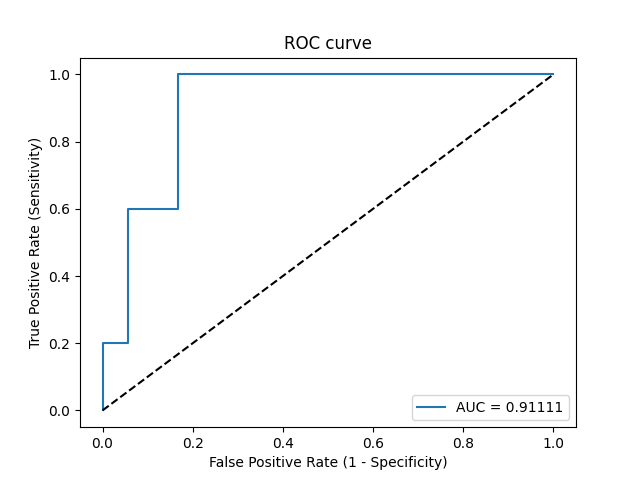 ROC curve
True Positive Rate (Sensitivity)
1.0
0.8
0.6
0.4
0.2
0.0
0.0 0.2 0.4 0.6 0.8 1.0
False Positive Rate (1 - Specificity)
AUC = 0.91111